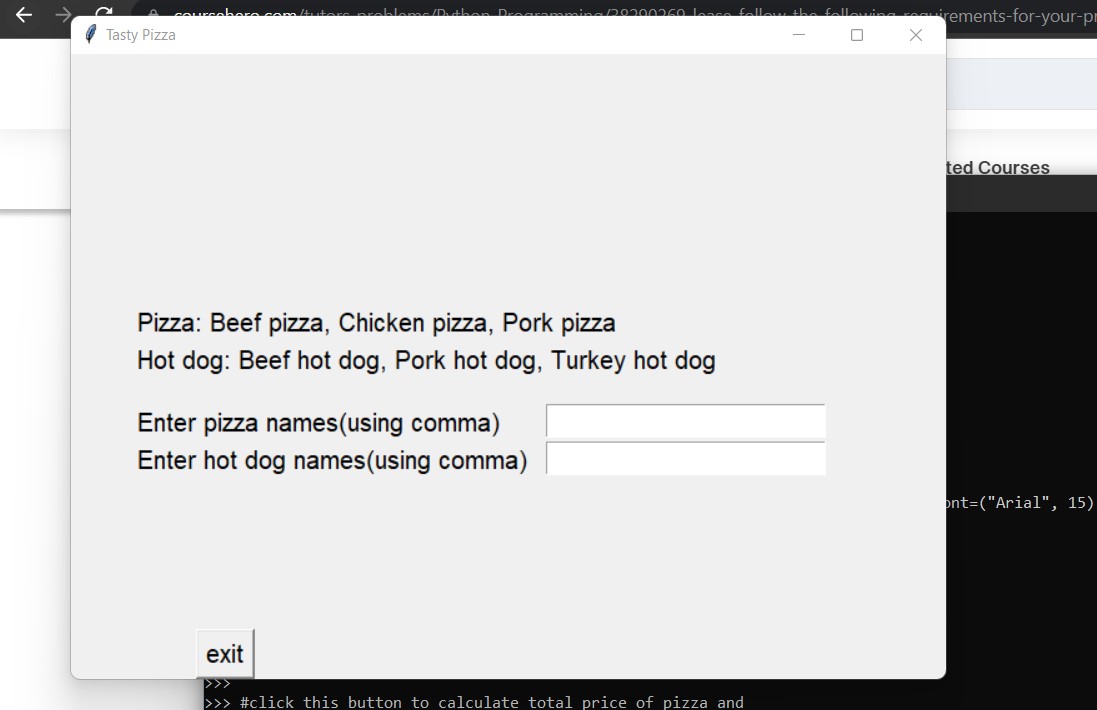 coursehero.com/tutors-problems/Python-Programming/38290269-lease-follow-the-following-requirements-for-your-pr
Tasty Pizza
ted Courses
Pizza: Beef pizza, Chicken pizza, Pork pizza
Hot dog: Beef hot dog, Pork hot dog, Turkey hot dog
Enter pizza names(using comma)
Enter hot dog names(using comma)
ont=("Arial", 15)
exit
>>>
>>> #click this button to calculate total price of pizza and